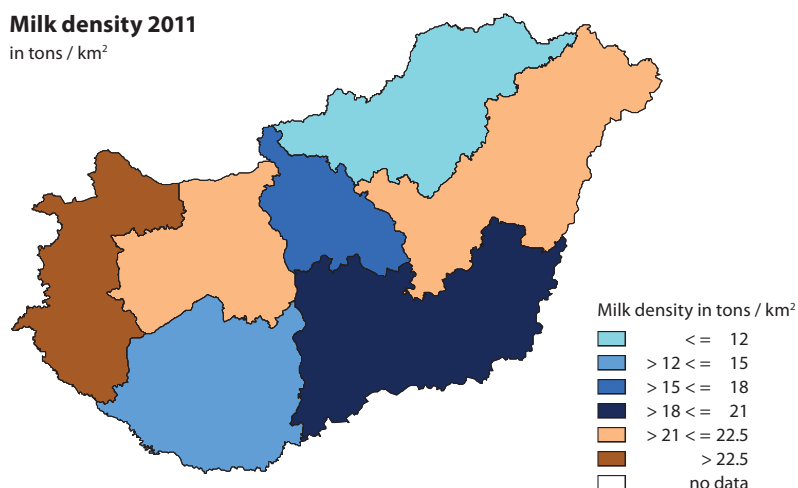 Milk density 2011
in tons / km²
Milk density in tons / km²
< = 12
> 12 < = 15
> 15 < = 18
> 18 < = 21
> 21 < = 22.5
> 22.5
no data